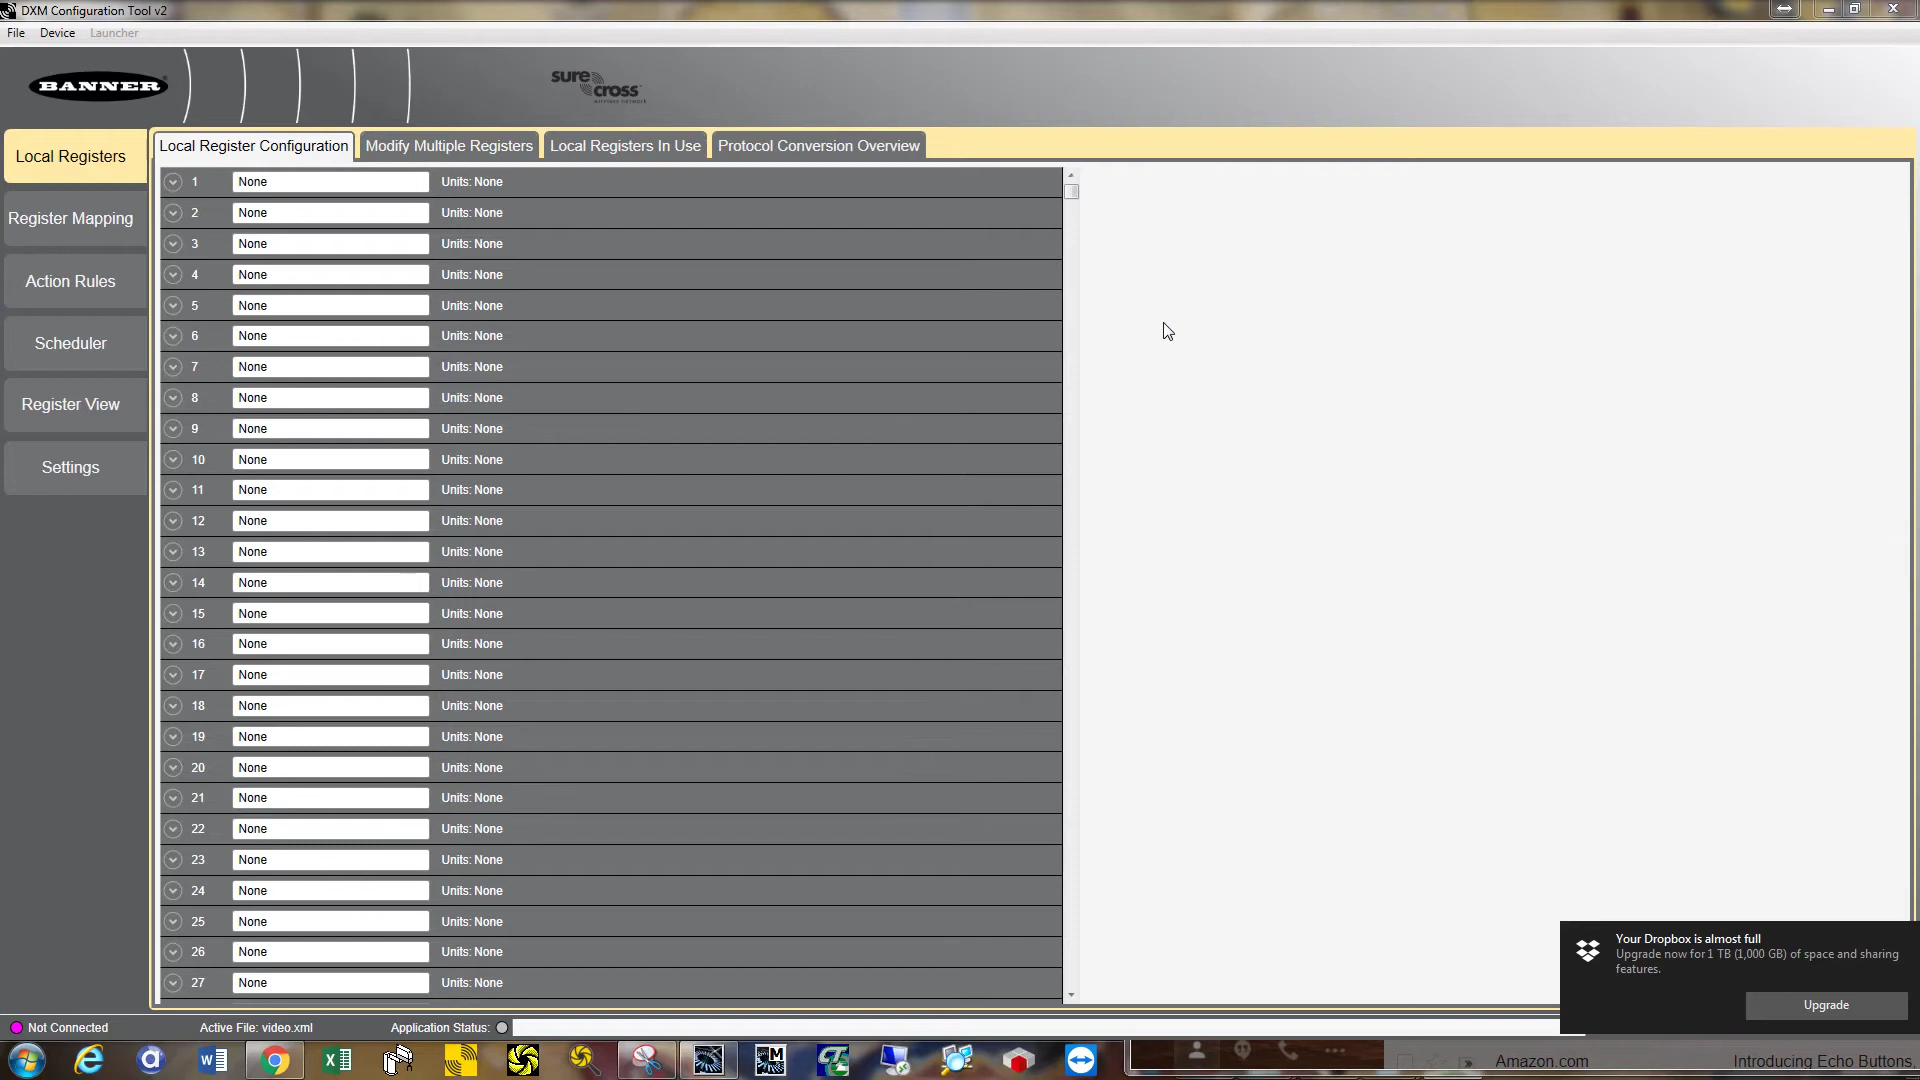 DXM Configuration Tool v2
File Device Launcher
BANNER
sure cross
wireless network
Local Registers
Register Mapping
Action Rules
Scheduler
Register View
Settings
Local Register Configuration Modify Multiple Registers Local Registers In Use Protocol Conversion Overview
1 None Units: None
2 None Units: None
3 None Units: None
4 None Units: None
5 None Units: None
6 None Units: None
7 None Units: None
8 None Units: None
9 None Units: None
10 None Units: None
11 None Units: None
12 None Units: None
13 None Units: None
14 None Units: None
15 None Units: None
16 None Units: None
17 None Units: None
18 None Units: None
19 None Units: None
20 None Units: None
21 None Units: None
22 None Units: None
23 None Units: None
24 None Units: None
25 None Units: None
26 None Units: None
27 None Units: None
Your Dropbox is almost full
Upgrade now for 1 TB (1,000 GB) of space and sharing
features.
Upgrade
Not Connected Active File: video.xml Application Status:
Amazon.com Introducing Echo Buttons,